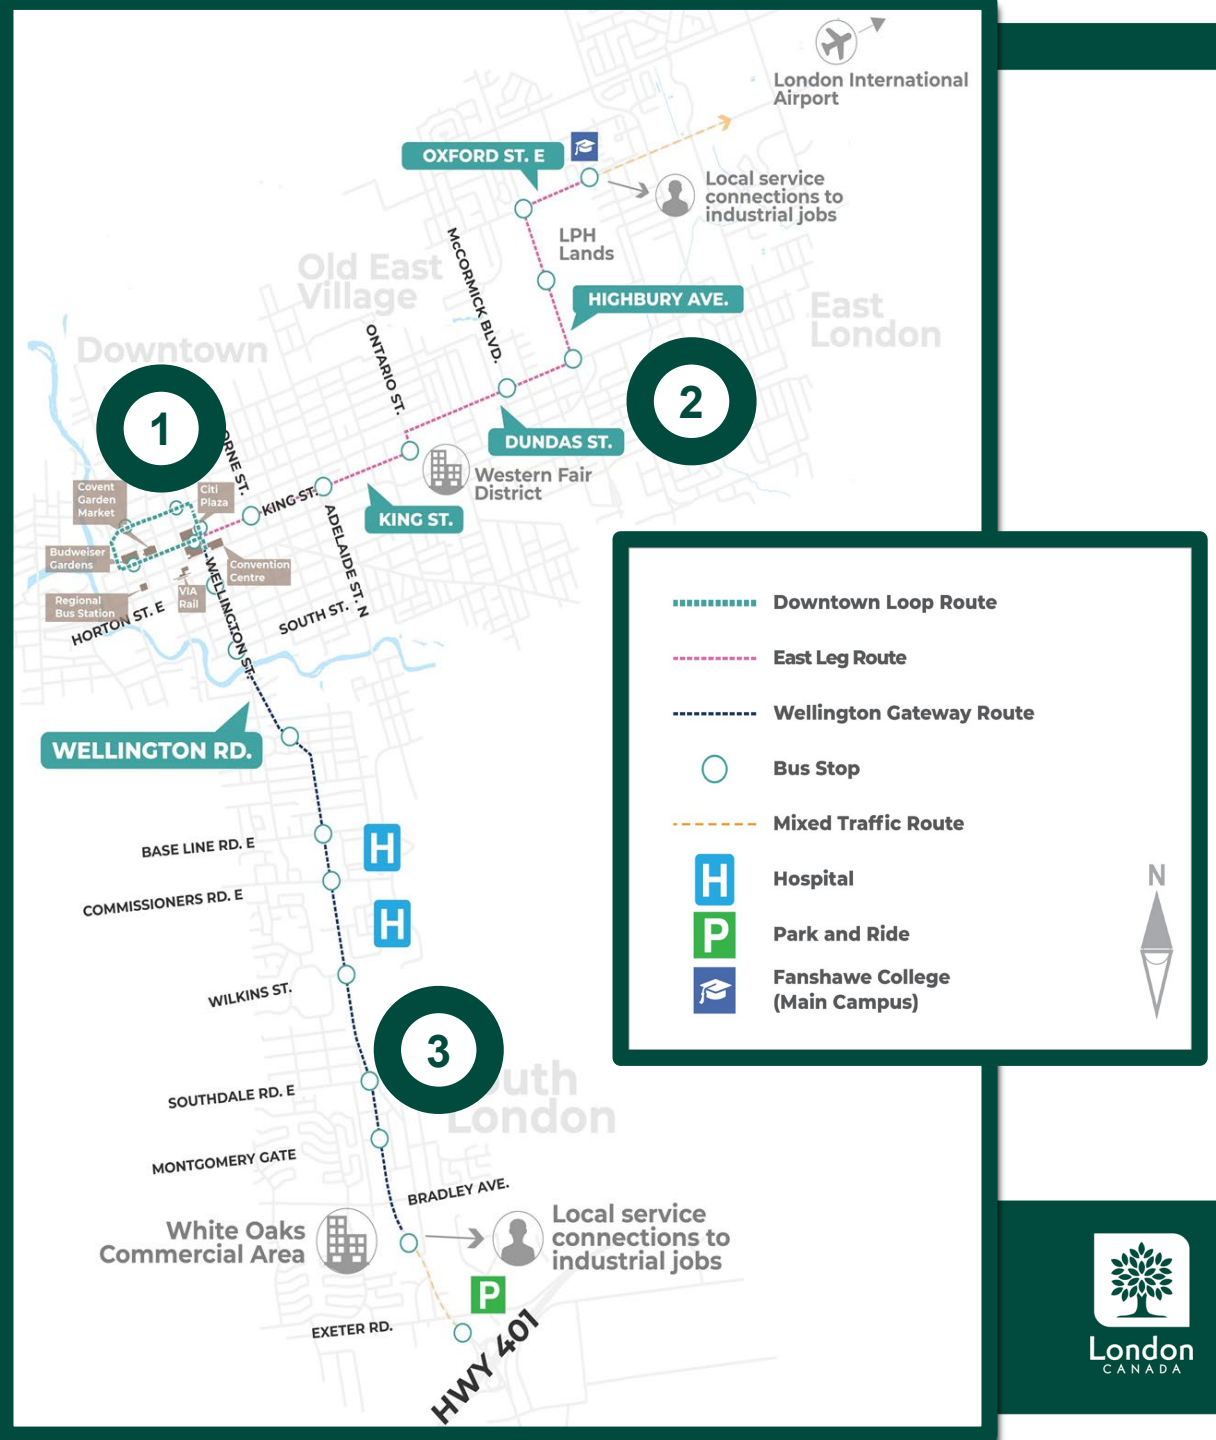 London International
Airport
OXFORD ST. E
Local service
connections to
industrial jobs
LPH
Lands
McCORMICK BLVD.
Old East
Village
HIGHBURY AVE.
East
London
ONTARIO ST.
Downtown
1
2
DUNDAS ST.
Western Fair
District
KING ST.
KING ST.
ADELAIDE ST. N
Covent
Garden
Market
Citi
Plaza
Budweiser
Gardens
Convention
Centre
Regional
Bus Station
VIA
Rail
HORTON ST. E
WELLINGTON ST.
SOUTH ST.
WELLINGTON RD.
Downtown Loop Route
East Leg Route
Wellington Gateway Route
Bus Stop
Mixed Traffic Route
H Hospital
P Park and Ride
Fanshawe College
(Main Campus)
N
BASE LINE RD. E
H
COMMISSIONERS RD. E
H
WILKINS ST.
3
London
SOUTHDALE RD. E
MONTGOMERY GATE
BRADLEY AVE.
White Oaks
Commercial Area
Local service
connections to
industrial jobs
P
EXETER RD.
HWY 401
London
CANADA